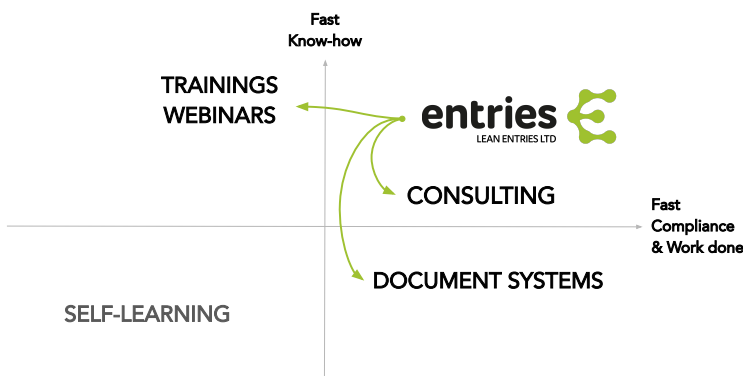 Fast
Know-how
TRAININGS
WEBINARS
entries
LEAN ENTRIES LTD
CONSULTING
Fast
Compliance
& Work done
DOCUMENT SYSTEMS
SELF-LEARNING